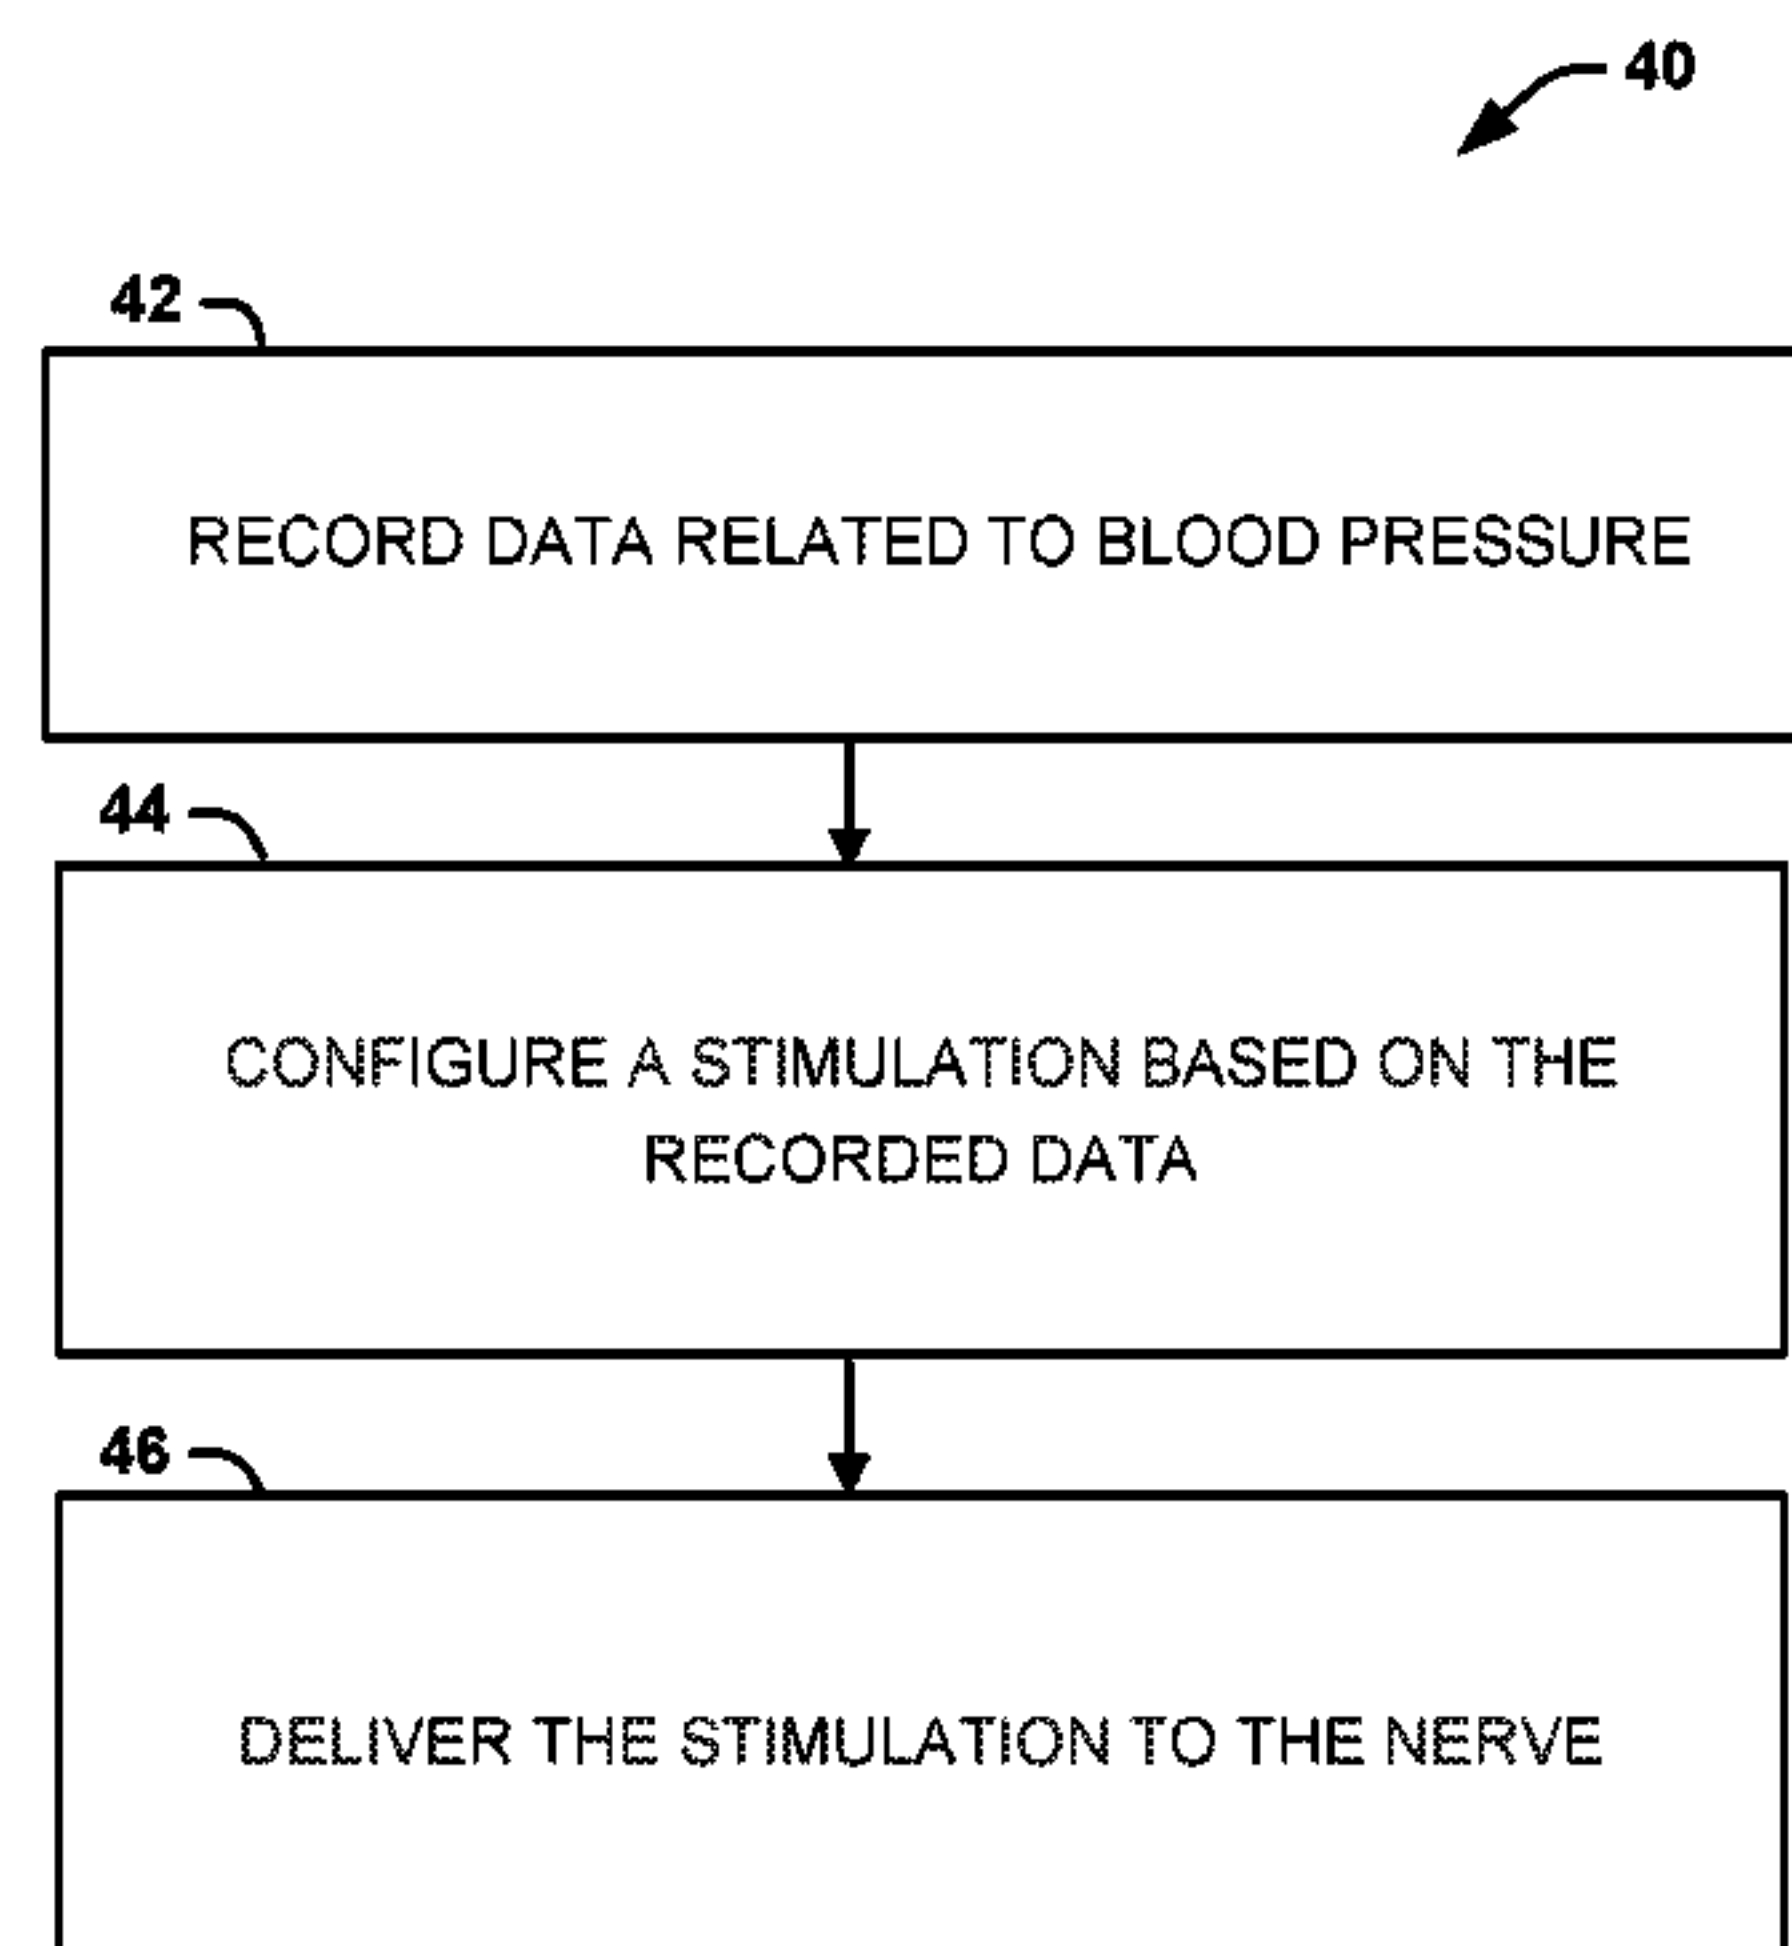 40
42
RECORD DATA RELATED TO BLOOD PRESSURE
44
CONFIGURE A STIMULATION BASED ON THE
RECORDED DATA
46
DELIVER THE STIMULATION TO THE NERVE